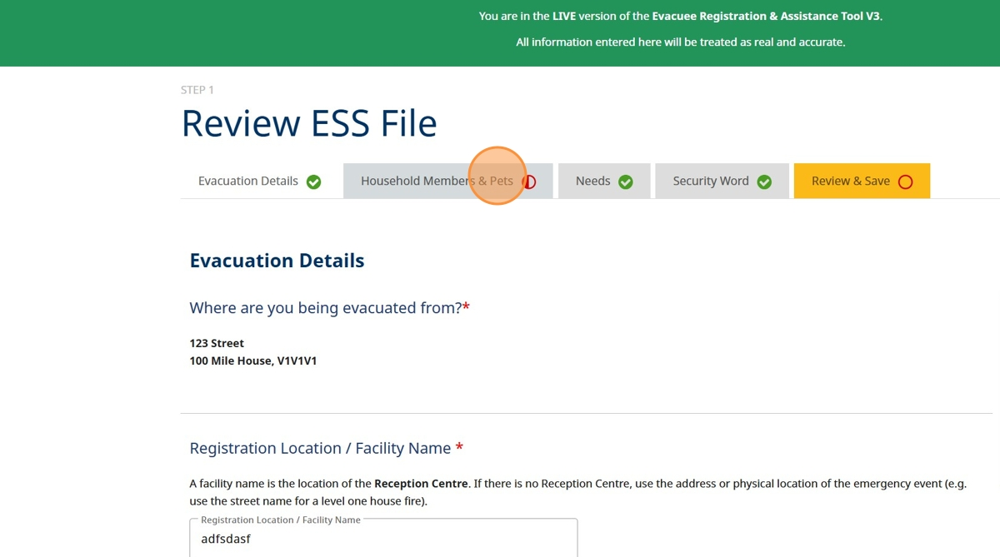 You are in the LIVE version of the Evacuee Registration & Assistance Tool V3.
All information entered here will be treated as real and accurate.
STEP 1
Review ESS File
Evacuation Details
Household Members & Pets
Needs
Security Word
Review & Save
Evacuation Details
Where are you being evacuated from?*
123 Street
100 Mile House, V1V1V1
Registration Location / Facility Name *
A facility name is the location of the Reception Centre. If there is no Reception Centre, use the address or physical location of the emergency event (e.g.
use the street name for a level one house fire).
Registration Location / Facility Name
adfsdasf